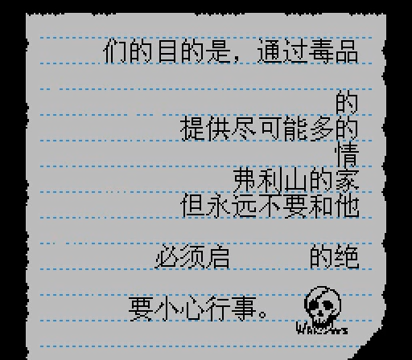 们的目的是，通过毒品
的
提供尽可能多的
情
弗利山的家
但永远不要和他
必须启 的绝
要小心行事。